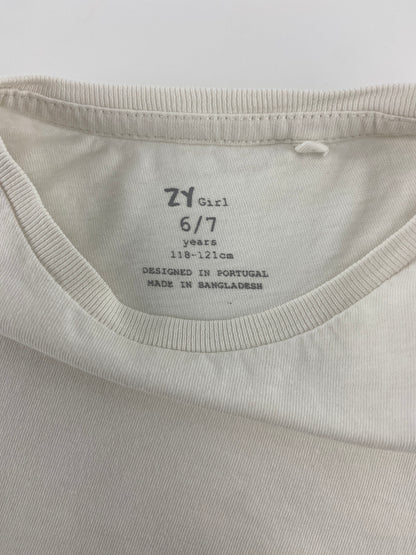 ZY Girl
6/7
years
118-121cm
DESIGNED IN PORTUGAL
MADE IN BANGLADESH